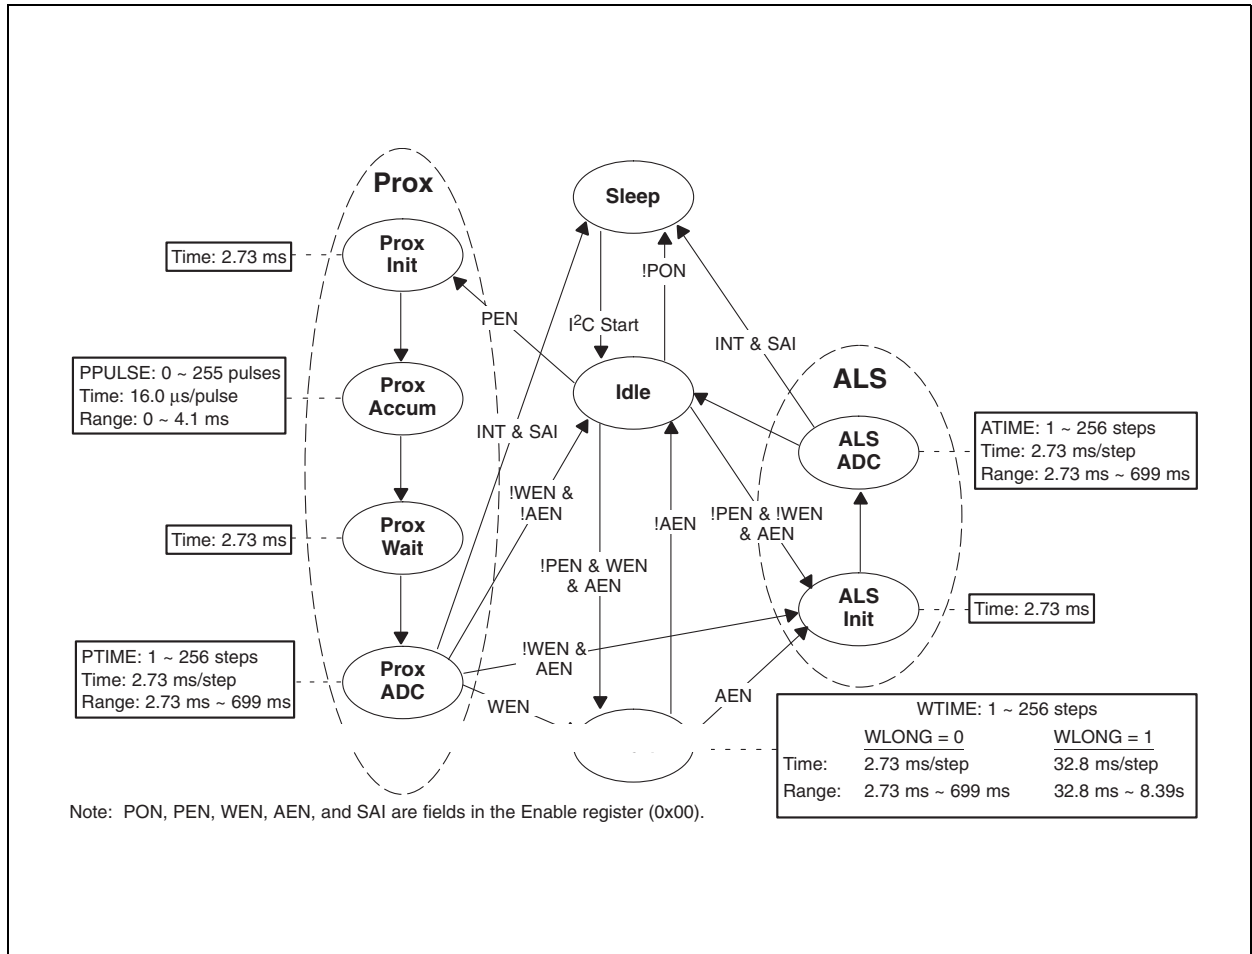 Prox
Sleep
Prox
Init
Time: 2.73 ms
!PON
PEN
I²C Start
INT & SAI
PPULSE: 0 ~ 255 pulses
Time: 16.0 µs/pulse
Range: 0 ~ 4.1 ms
Prox
Accum
Idle
ALS
INT & SAI
ALS
ADC
ATIME: 1 ~ 256 steps
Time: 2.73 ms/step
Range: 2.73 ms ~ 699 ms
!WEN &
!AEN
!AEN
!PEN & !WEN
& AEN
Prox
Wait
Time: 2.73 ms
!PEN & WEN
& AEN
ALS
Init
Time: 2.73 ms
PTIME: 1 ~ 256 steps
Time: 2.73 ms/step
Range: 2.73 ms ~ 699 ms
Prox
ADC
!WEN &
AEN
WEN
AEN
WTIME: 1 ~ 256 steps
WLONG = 0 WLONG = 1
Time: 2.73 ms/step 32.8 ms/step
Range: 2.73 ms ~ 699 ms 32.8 ms ~ 8.39s
Note: PON, PEN, WEN, AEN, and SAI are fields in the Enable register (0x00).